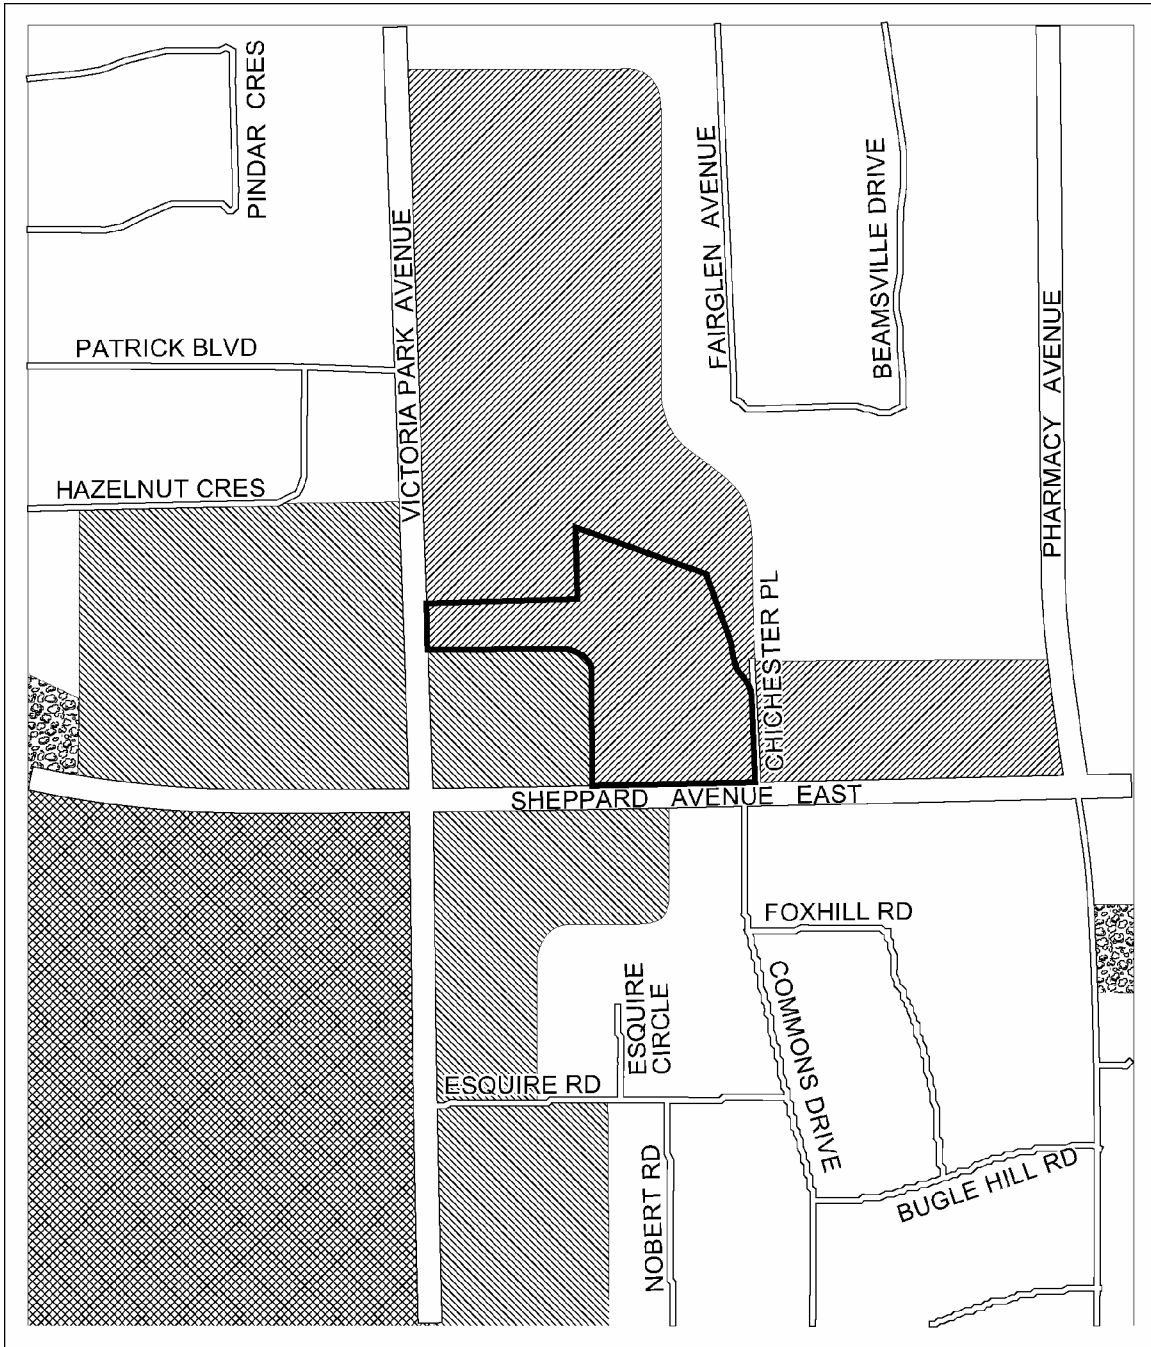 PINDAR CRES
VICTORIA PARK AVENUE
FAIRGLEN AVENUE
BEAMSVILLE DRIVE
PHARMACY AVENUE
PATRICK BLVD
HAZELNUT CRES
CHICHESTER PL
SHEPPARD AVENUE EAST
FOXHILL RD
COMMONS DRIVE
ESQUIRE
CIRCLE
ESQUIRE RD
NOBERT RD
BUGLE HILL RD